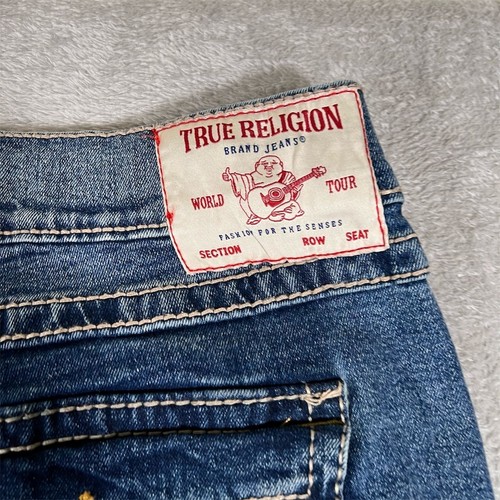 TRUE RELIGION
BRAND JEANS®
WORLD TOUR
FASHION FOR THE SENSES
SECTION ROW SEAT